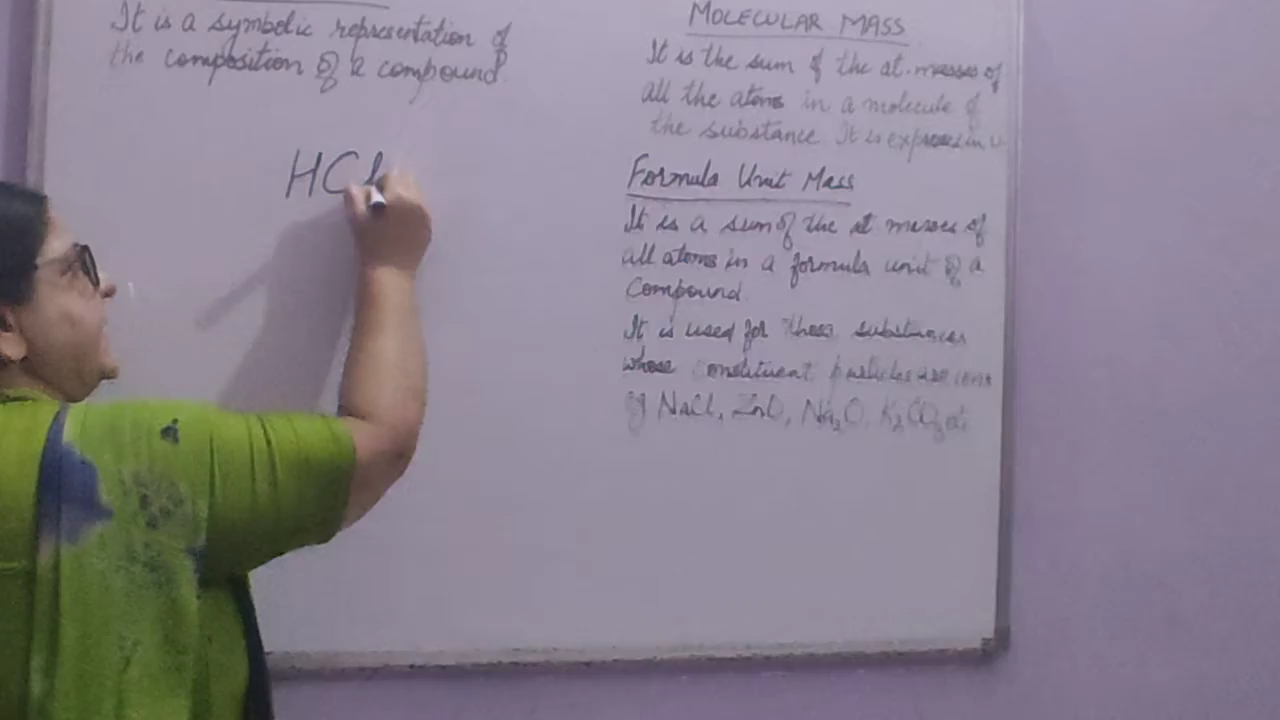 It is a symbolic representation of
the composition of a compound.
HCl
MOLECULAR MASS
It is the sum of the at. masses of
all the atoms in a molecule of
the substance. It is express in u
Formula Unit Mass
It is a sum of the at masses of
all atoms in a formula unit of a
Compound.
It is used for those substances
whose constituent particles are ions
eg NaCl, ZnO, Na₂O, K₂CO₃ etc